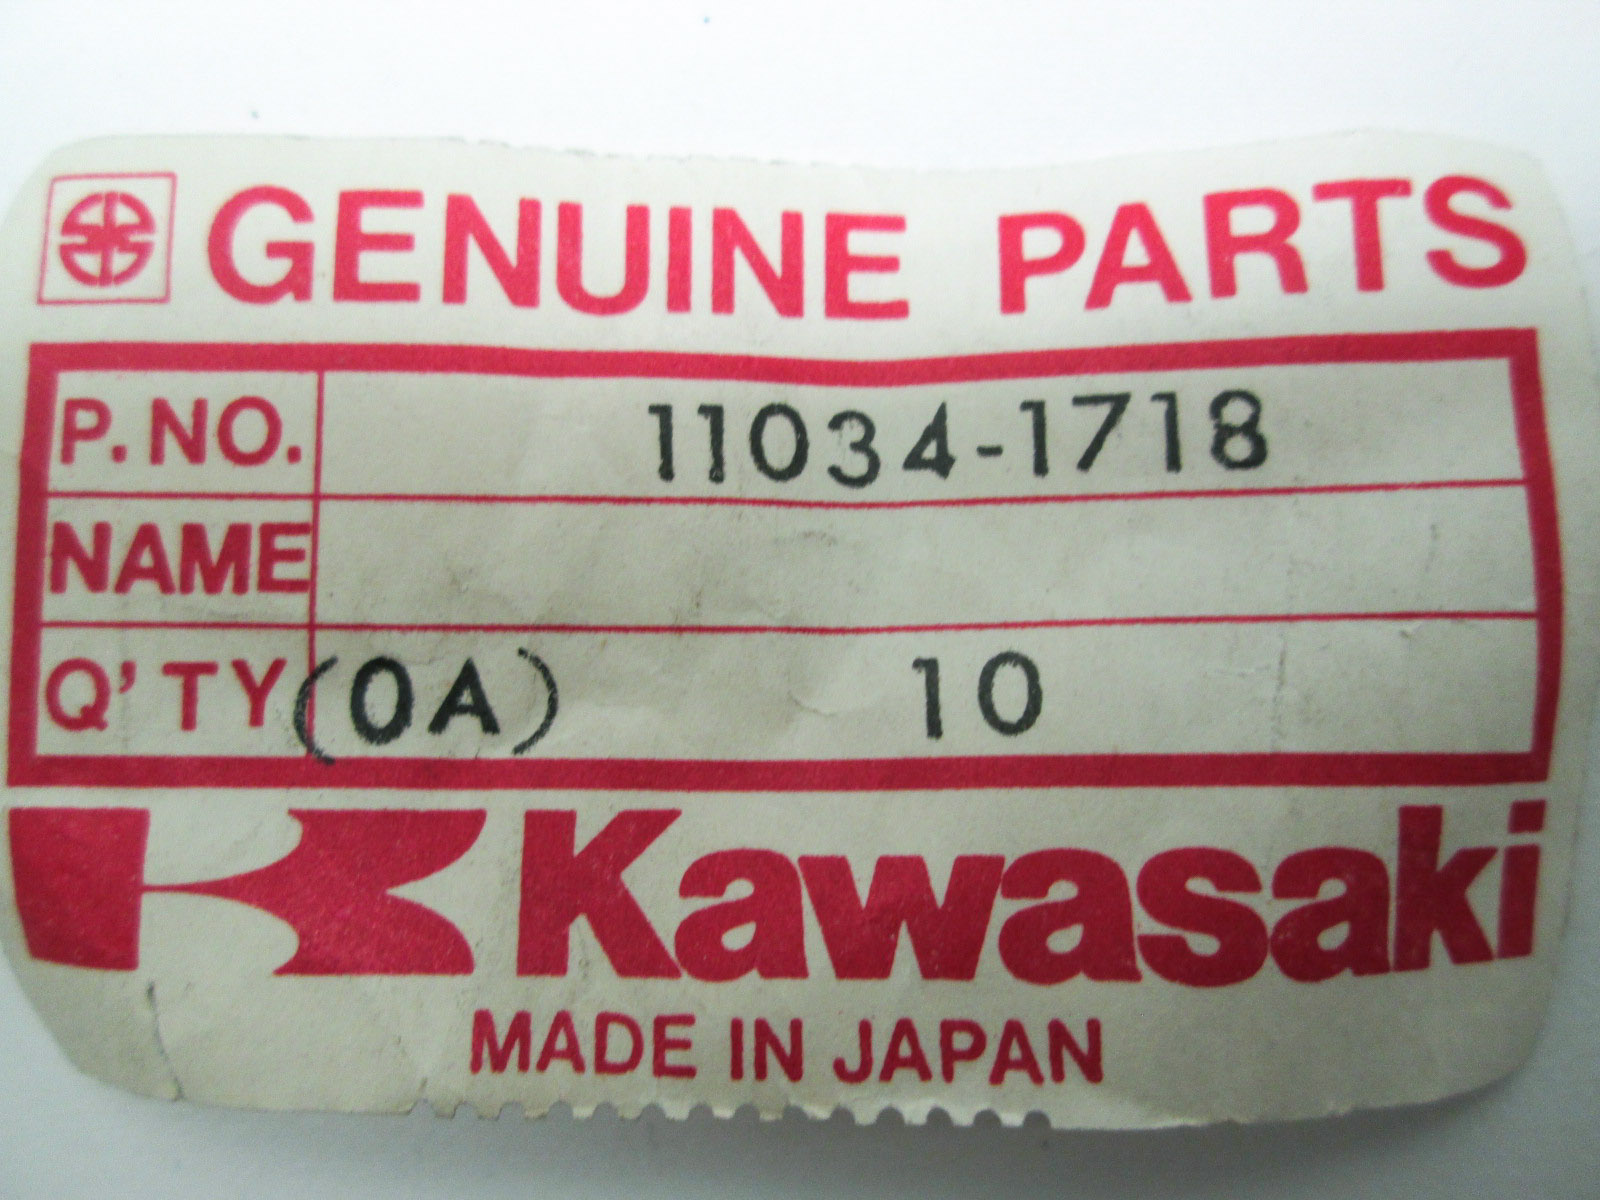 GENUINE PARTS
P. NO. 11034-1718
NAME
Q'TY (0A) 10
Kawasaki
MADE IN JAPAN